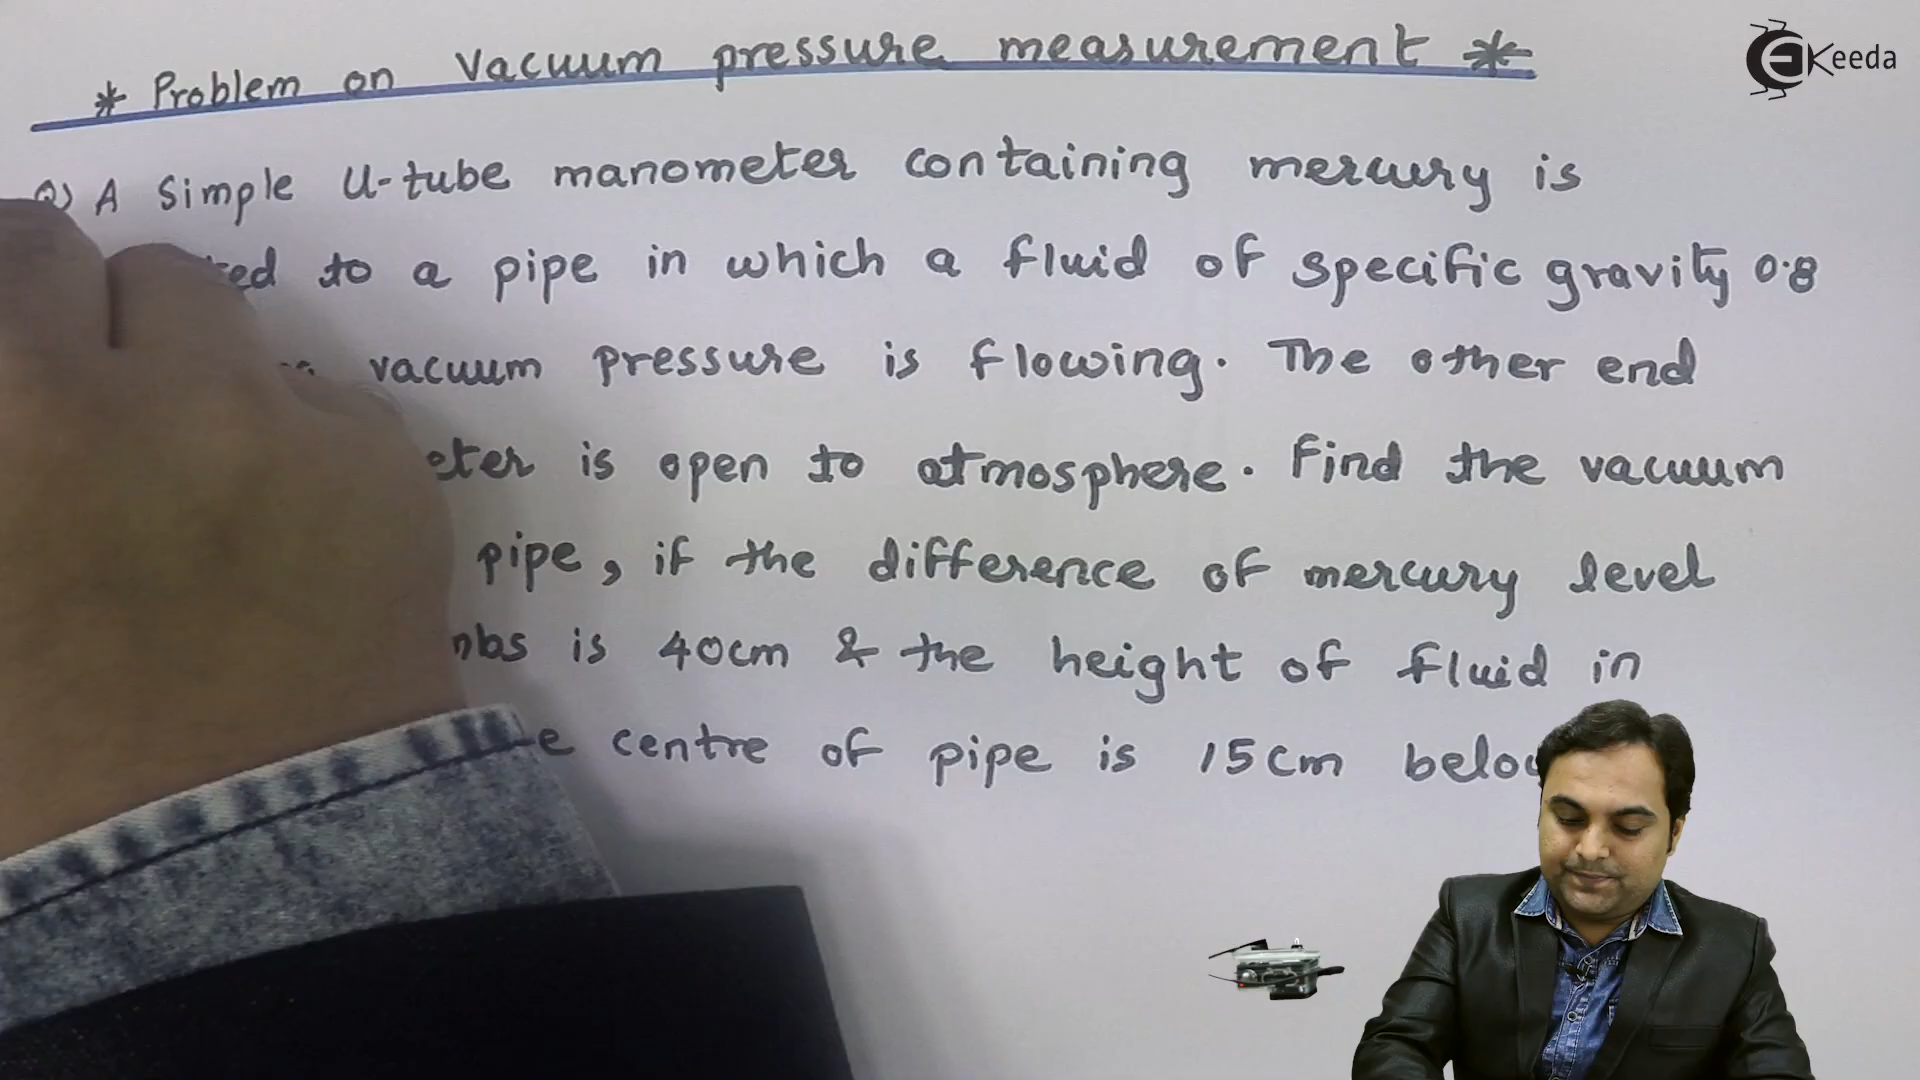 * Problem on Vacuum pressure measurement *
EKeeda
Q) A Simple U-tube manometer containing mercury is
to a pipe in which a fluid of specific gravity 0.8
vacuum pressure is flowing. The other end
is open to atmosphere. Find the vacuum
pipe, if the difference of mercury level
is 40cm & the height of fluid in
centre of pipe is 15cm